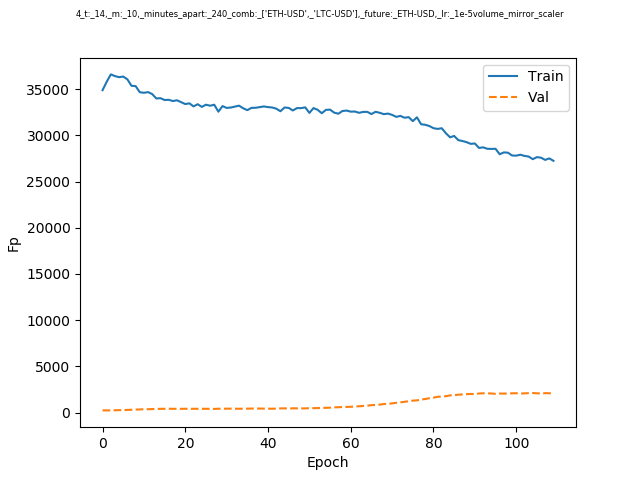 4_t:_14,_m:_10,_minutes_apart:_240_comb:_['ETH-USD',_'LTC-USD'],_future:_ETH-USD,_lr:_1e-5volume_mirror_scaler
Train
Val
35000
30000
25000
20000
15000
10000
5000
0
Fp
0 20 40 60 80 100
Epoch